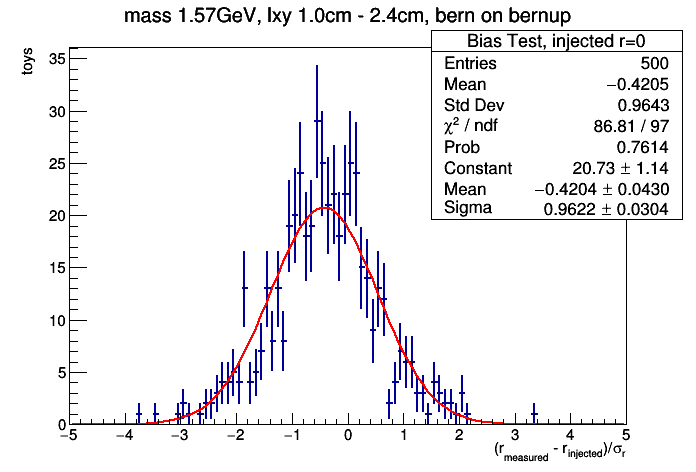 mass 1.57GeV, lxy 1.0cm - 2.4cm, bern on bernup
Bias Test, injected r=0
Entries 500
Mean −0.4205
Std Dev 0.9643
χ² / ndf 86.81 / 97
Prob 0.7614
Constant 20.73 ± 1.14
Mean −0.4204 ± 0.0430
Sigma 0.9622 ± 0.0304
toys
35
30
25
20
15
10
5
0
−5 −4 −3 −2 −1 0 1 2 3 4 5
(r_measured - r_injected)/σ_r